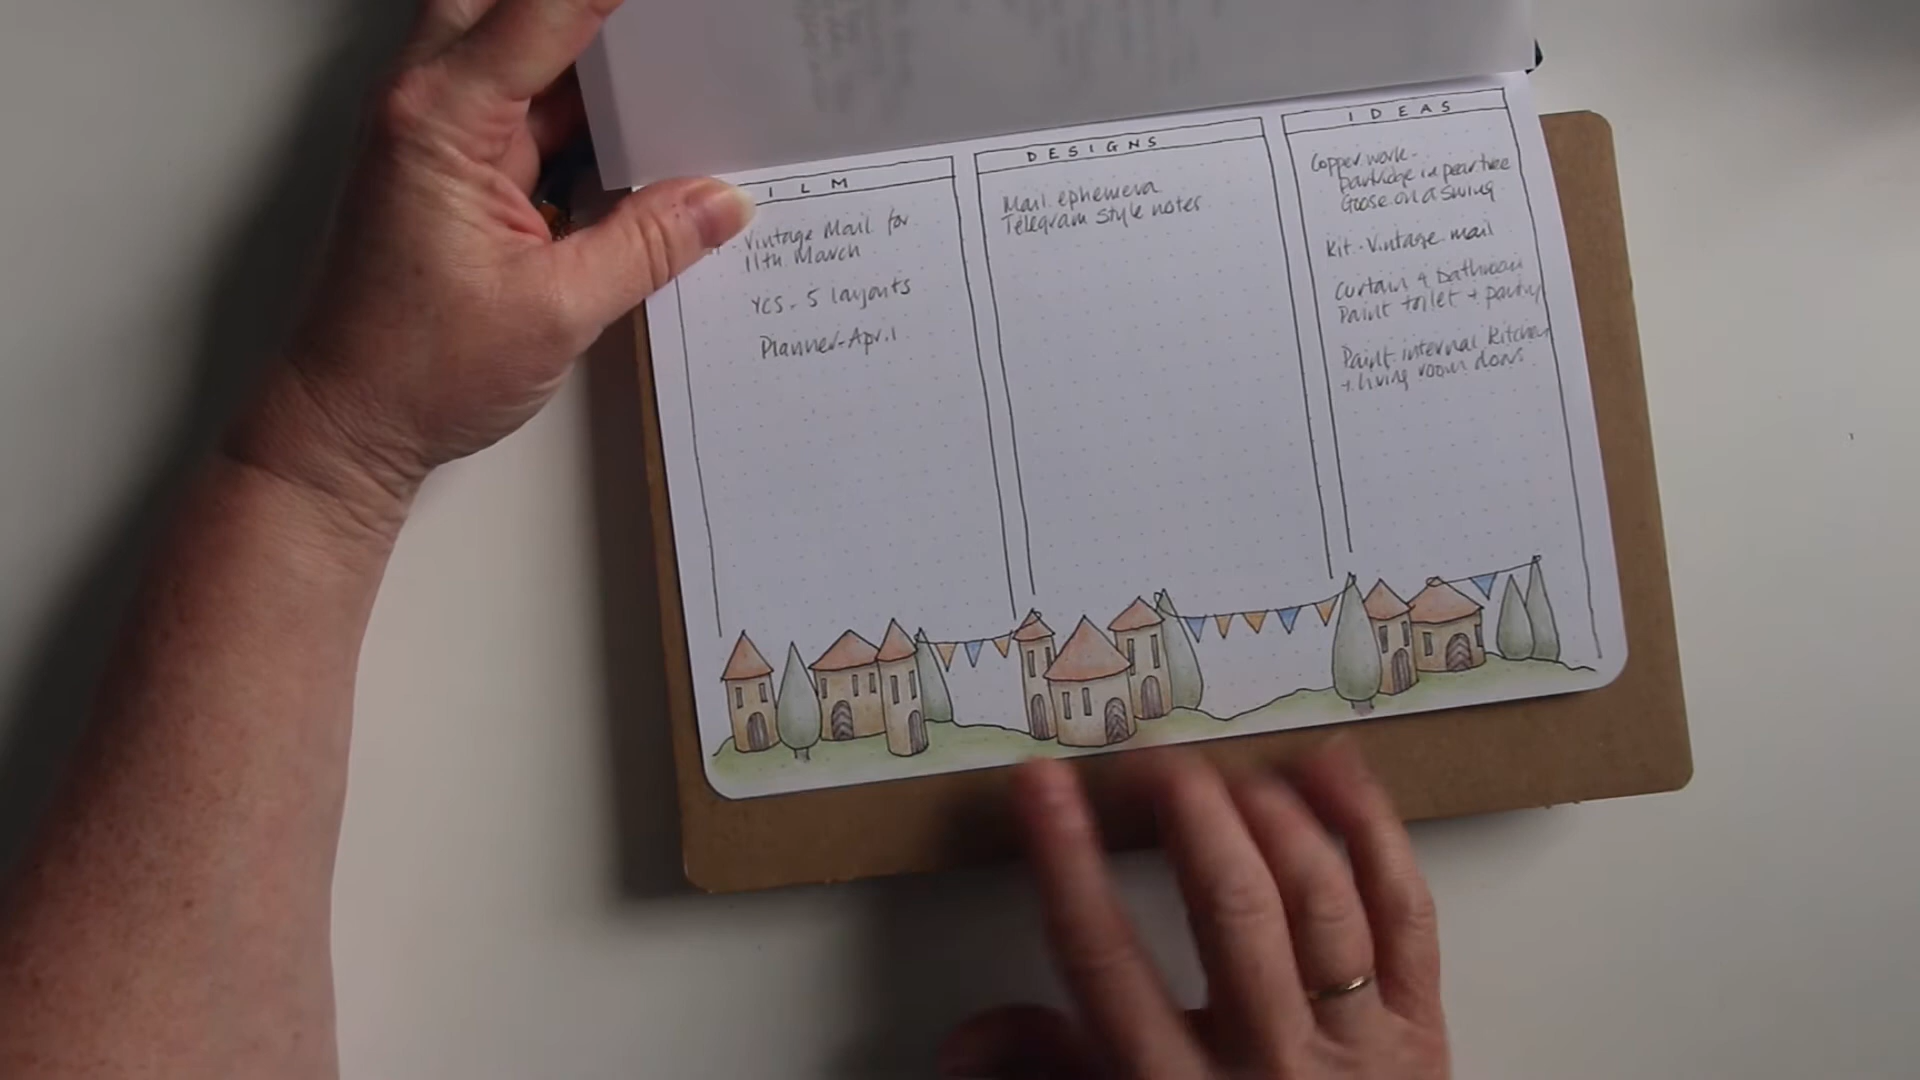 ILM
Vintage Mail for
11th March
YCS - 5 layouts
Planner - April
DESIGNS
Mail ephemera
Telegram style notes
IDEAS
Copper work -
partridge in pear tree
Goose on a swing
Kit - Vintage mail
Curtain 4 bathroom
Paint toilet + pantry
Paint internal kitchen
+ living room doors